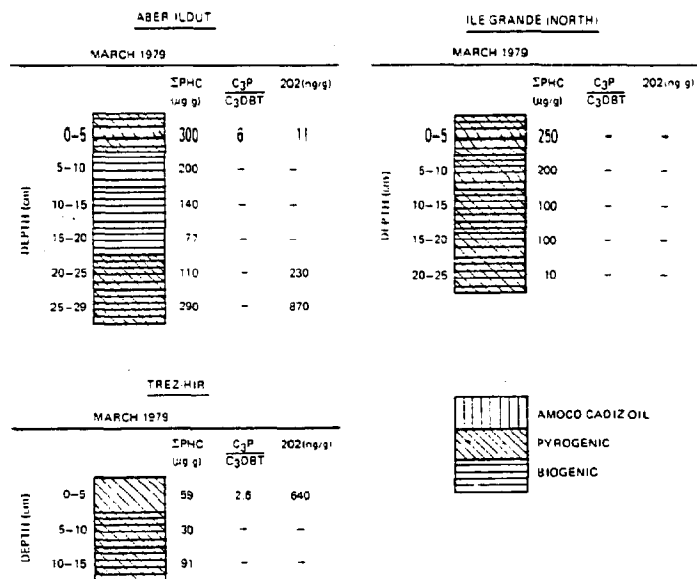 ABER ILDUT
MARCH 1979
ΣPHC C3P 202(ng/g)
(µg g) C3DBT
0–5 300 6 11
5–10 200 – –
10–15 140 – –
15–20 77 – –
20–25 110 – 230
25–29 290 – 870
DEPTH (cm)
ILE GRANDE (NORTH)
MARCH 1979
ΣPHC C3P 202(ng g)
(µg/g) C3DBT
0–5 250 – –
5–10 200 – –
10–15 100 – –
15–20 100 – –
20–25 10 – –
DEPTH (cm)
TREZ-HIR
MARCH 1979
ΣPHC C3P 202(ng/g)
(µg g) C3DBT
0–5 59 2.6 640
5–10 30 – –
10–15 91 – –
DEPTH (cm)
AMOCO CADIZ OIL
PYROGENIC
BIOGENIC